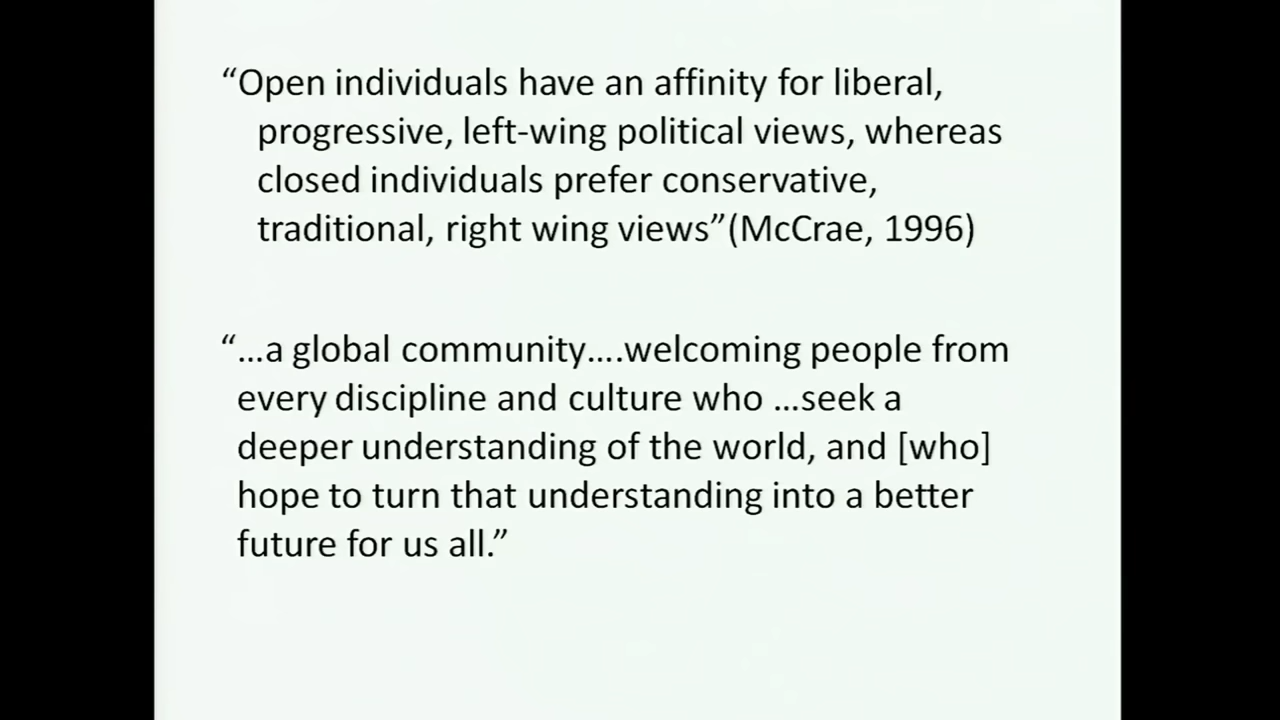 “Open individuals have an affinity for liberal,
progressive, left-wing political views, whereas
closed individuals prefer conservative,
traditional, right wing views”(McCrae, 1996)
“…a global community….welcoming people from
every discipline and culture who …seek a
deeper understanding of the world, and [who]
hope to turn that understanding into a better
future for us all.”